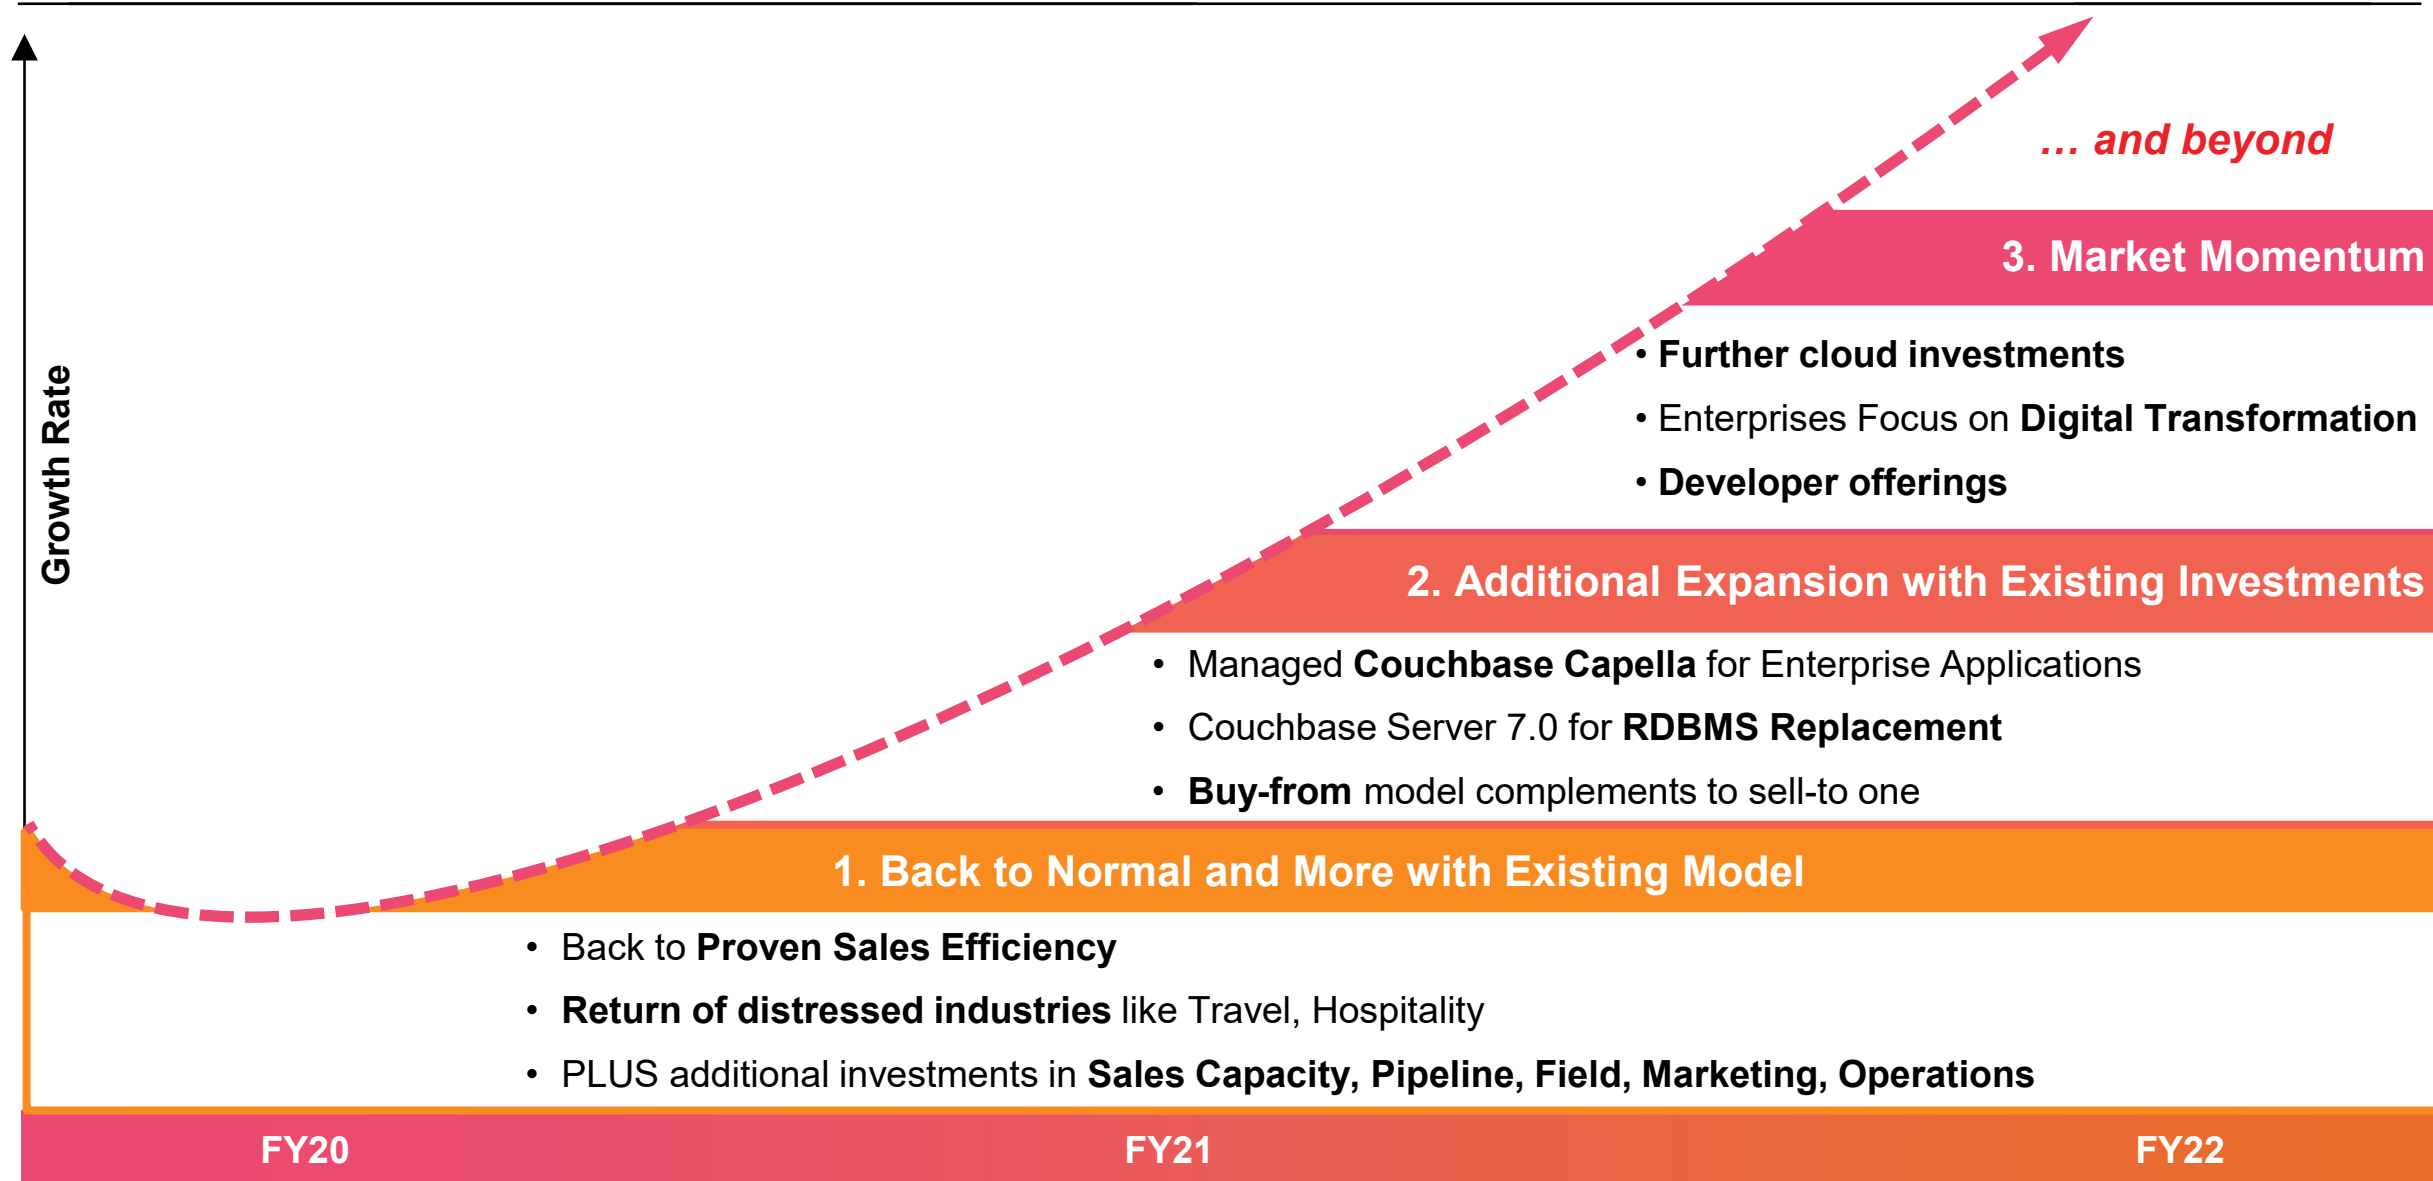 … and beyond
3. Market Momentum
• Further cloud investments
• Enterprises Focus on Digital Transformation
• Developer offerings
Growth Rate
2. Additional Expansion with Existing Investments
• Managed Couchbase Capella for Enterprise Applications
• Couchbase Server 7.0 for RDBMS Replacement
• Buy-from model complements to sell-to one
1. Back to Normal and More with Existing Model
• Back to Proven Sales Efficiency
• Return of distressed industries like Travel, Hospitality
• PLUS additional investments in Sales Capacity, Pipeline, Field, Marketing, Operations
FY20 FY21 FY22